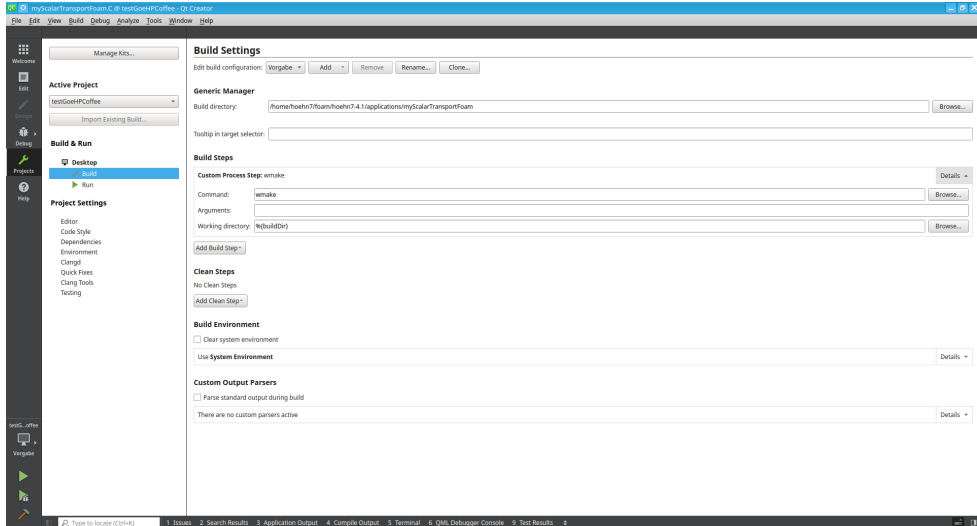 myScalarTransportFoam.C @ testGoeHPCoffee - Qt Creator
File Edit View Build Debug Analyze Tools Window Help
Welcome
Edit
Design
Debug
Projects
Help
testG...offee
Vorgabe
Manage Kits...
Active Project
testGoeHPCoffee
Import Existing Build...
Build & Run
Desktop
Build
Run
Project Settings
Editor
Code Style
Dependencies
Environment
Clangd
Quick Fixes
Clang Tools
Testing
Build Settings
Edit build configuration: Vorgabe Add Remove Rename... Clone...
Generic Manager
Build directory: /home/hoehn7/foam/hoehn7-4.1/applications/myScalarTransportFoam Browse...
Tooltip in target selector:
Build Steps
Custom Process Step: wmake Details
Command: wmake Browse...
Arguments:
Working directory: %{buildDir} Browse...
Add Build Step
Clean Steps
No Clean Steps
Add Clean Step
Build Environment
Clear system environment
Use System Environment Details
Custom Output Parsers
Parse standard output during build
There are no custom parsers active Details
Type to locate (Ctrl+K) 1 Issues 2 Search Results 3 Application Output 4 Compile Output 5 Terminal 6 QML Debugger Console 9 Test Results